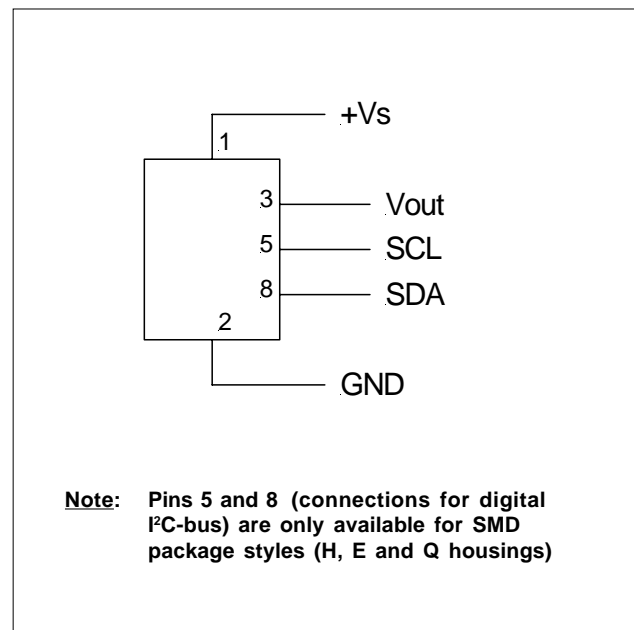 +Vs
1
3
Vout
5
SCL
8
SDA
2
GND
Note: Pins 5 and 8 (connections for digital
I²C-bus) are only available for SMD
package styles (H, E and Q housings)